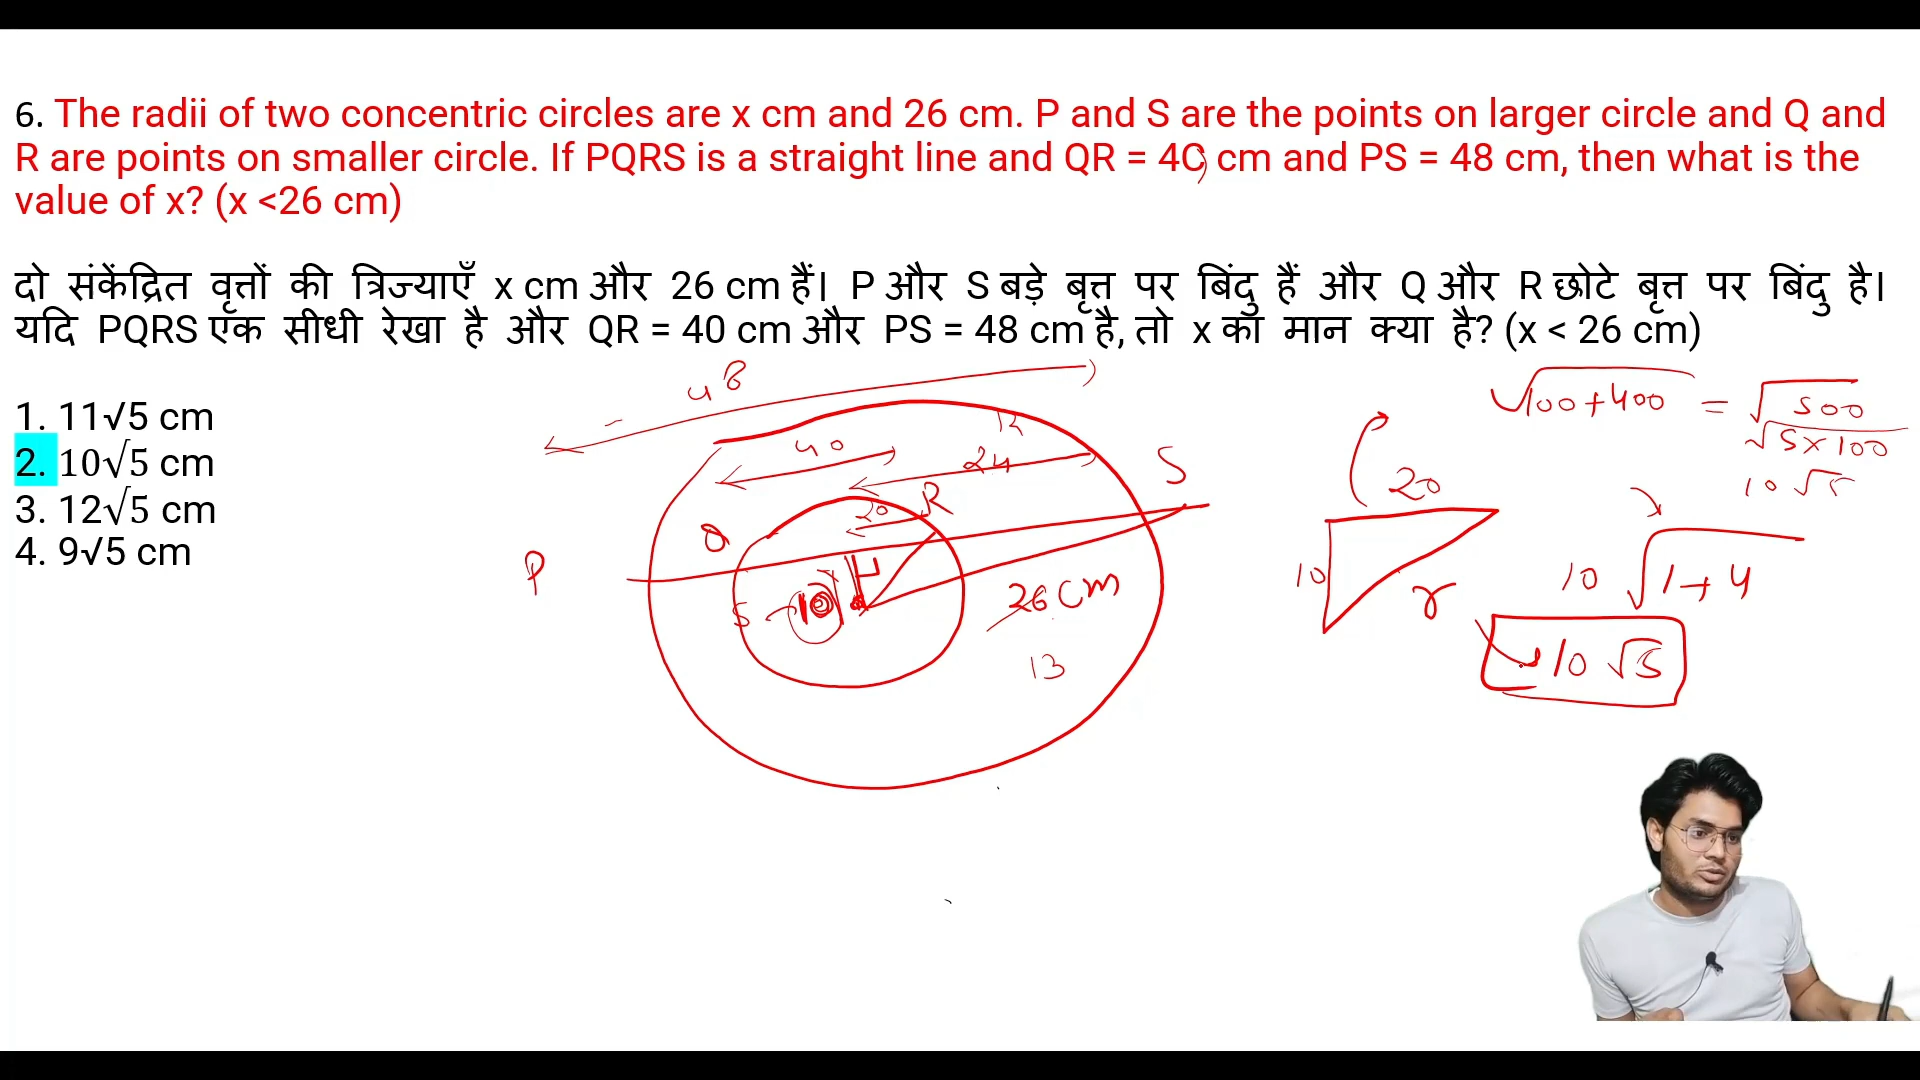 6. The radii of two concentric circles are x cm and 26 cm. P and S are the points on larger circle and Q and
R are points on smaller circle. If PQRS is a straight line and QR = 40 cm and PS = 48 cm, then what is the
value of x? (x <26 cm)
दो संकेंद्रित वृत्तों की त्रिज्याएँ x cm और 26 cm हैं। P और S बड़े बृत्त पर बिंदु हैं और Q और R छोटे बृत्त पर बिंदु है।
यदि PQRS एक सीधी रेखा है और QR = 40 cm और PS = 48 cm है, तो x का मान क्या है? (x < 26 cm)
1. 11√5 cm
2. 10√5 cm
3. 12√5 cm
4. 9√5 cm
48
12
40
24
S
R
20
Q
P
5
10
26 cm
13
√100+400 = √500
√5×100
10√5
20
10
r
10 √1+4
10 √5